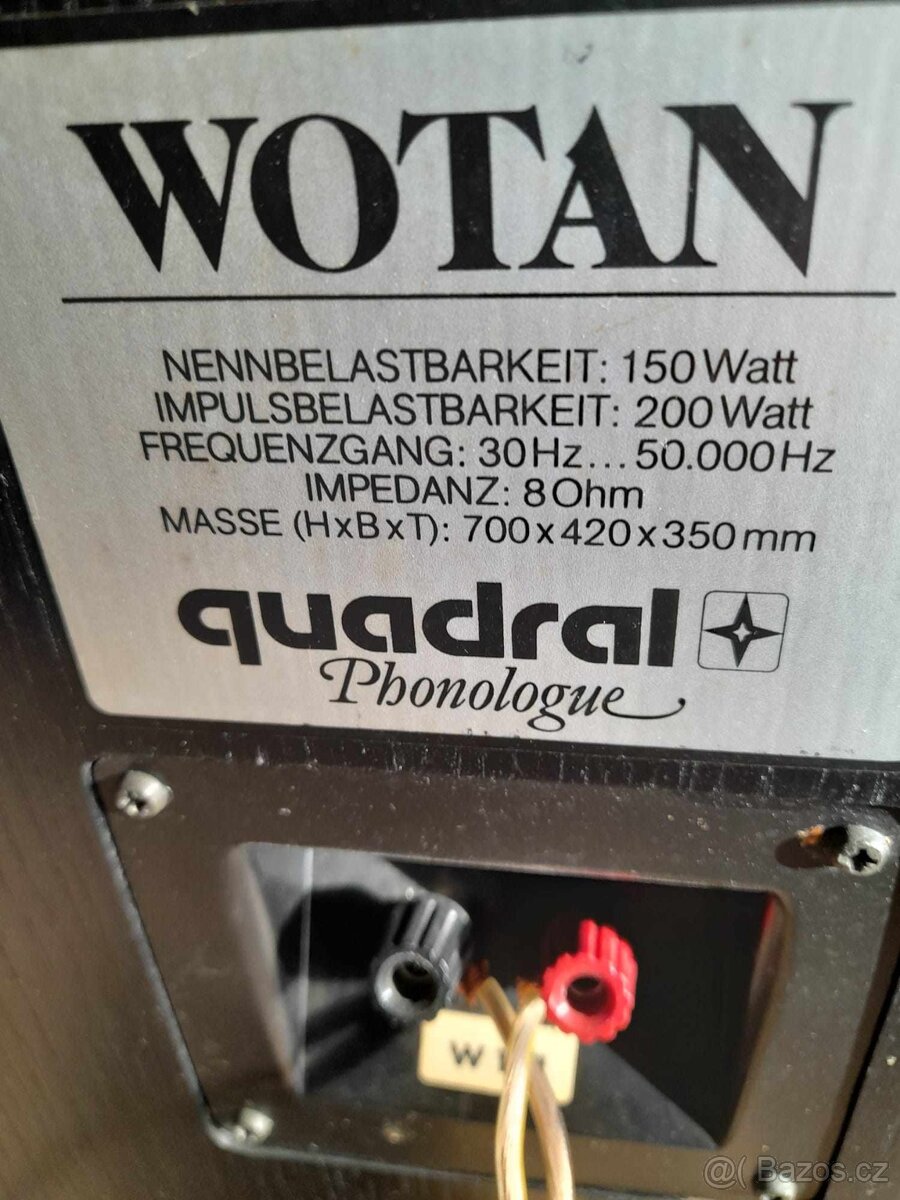 WOTAN
NENNBELASTBARKEIT: 150 Watt
IMPULSBELASTBARKEIT: 200 Watt
FREQUENZGANG: 30 Hz... 50.000 Hz
IMPEDANZ: 8 Ohm
MASSE (HxBxT): 700 x 420 x 350 mm
quadral
Phonologue
@( Bazos.cz